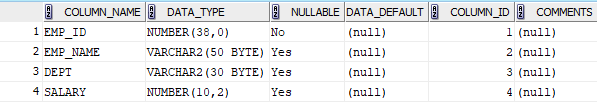 COLUMN_NAME DATA_TYPE NULLABLE DATA_DEFAULT COLUMN_ID COMMENTS
1 EMP_ID NUMBER(38,0) No (null) 1 (null)
2 EMP_NAME VARCHAR2(50 BYTE) Yes (null) 2 (null)
3 DEPT VARCHAR2(30 BYTE) Yes (null) 3 (null)
4 SALARY NUMBER(10,2) Yes (null) 4 (null)